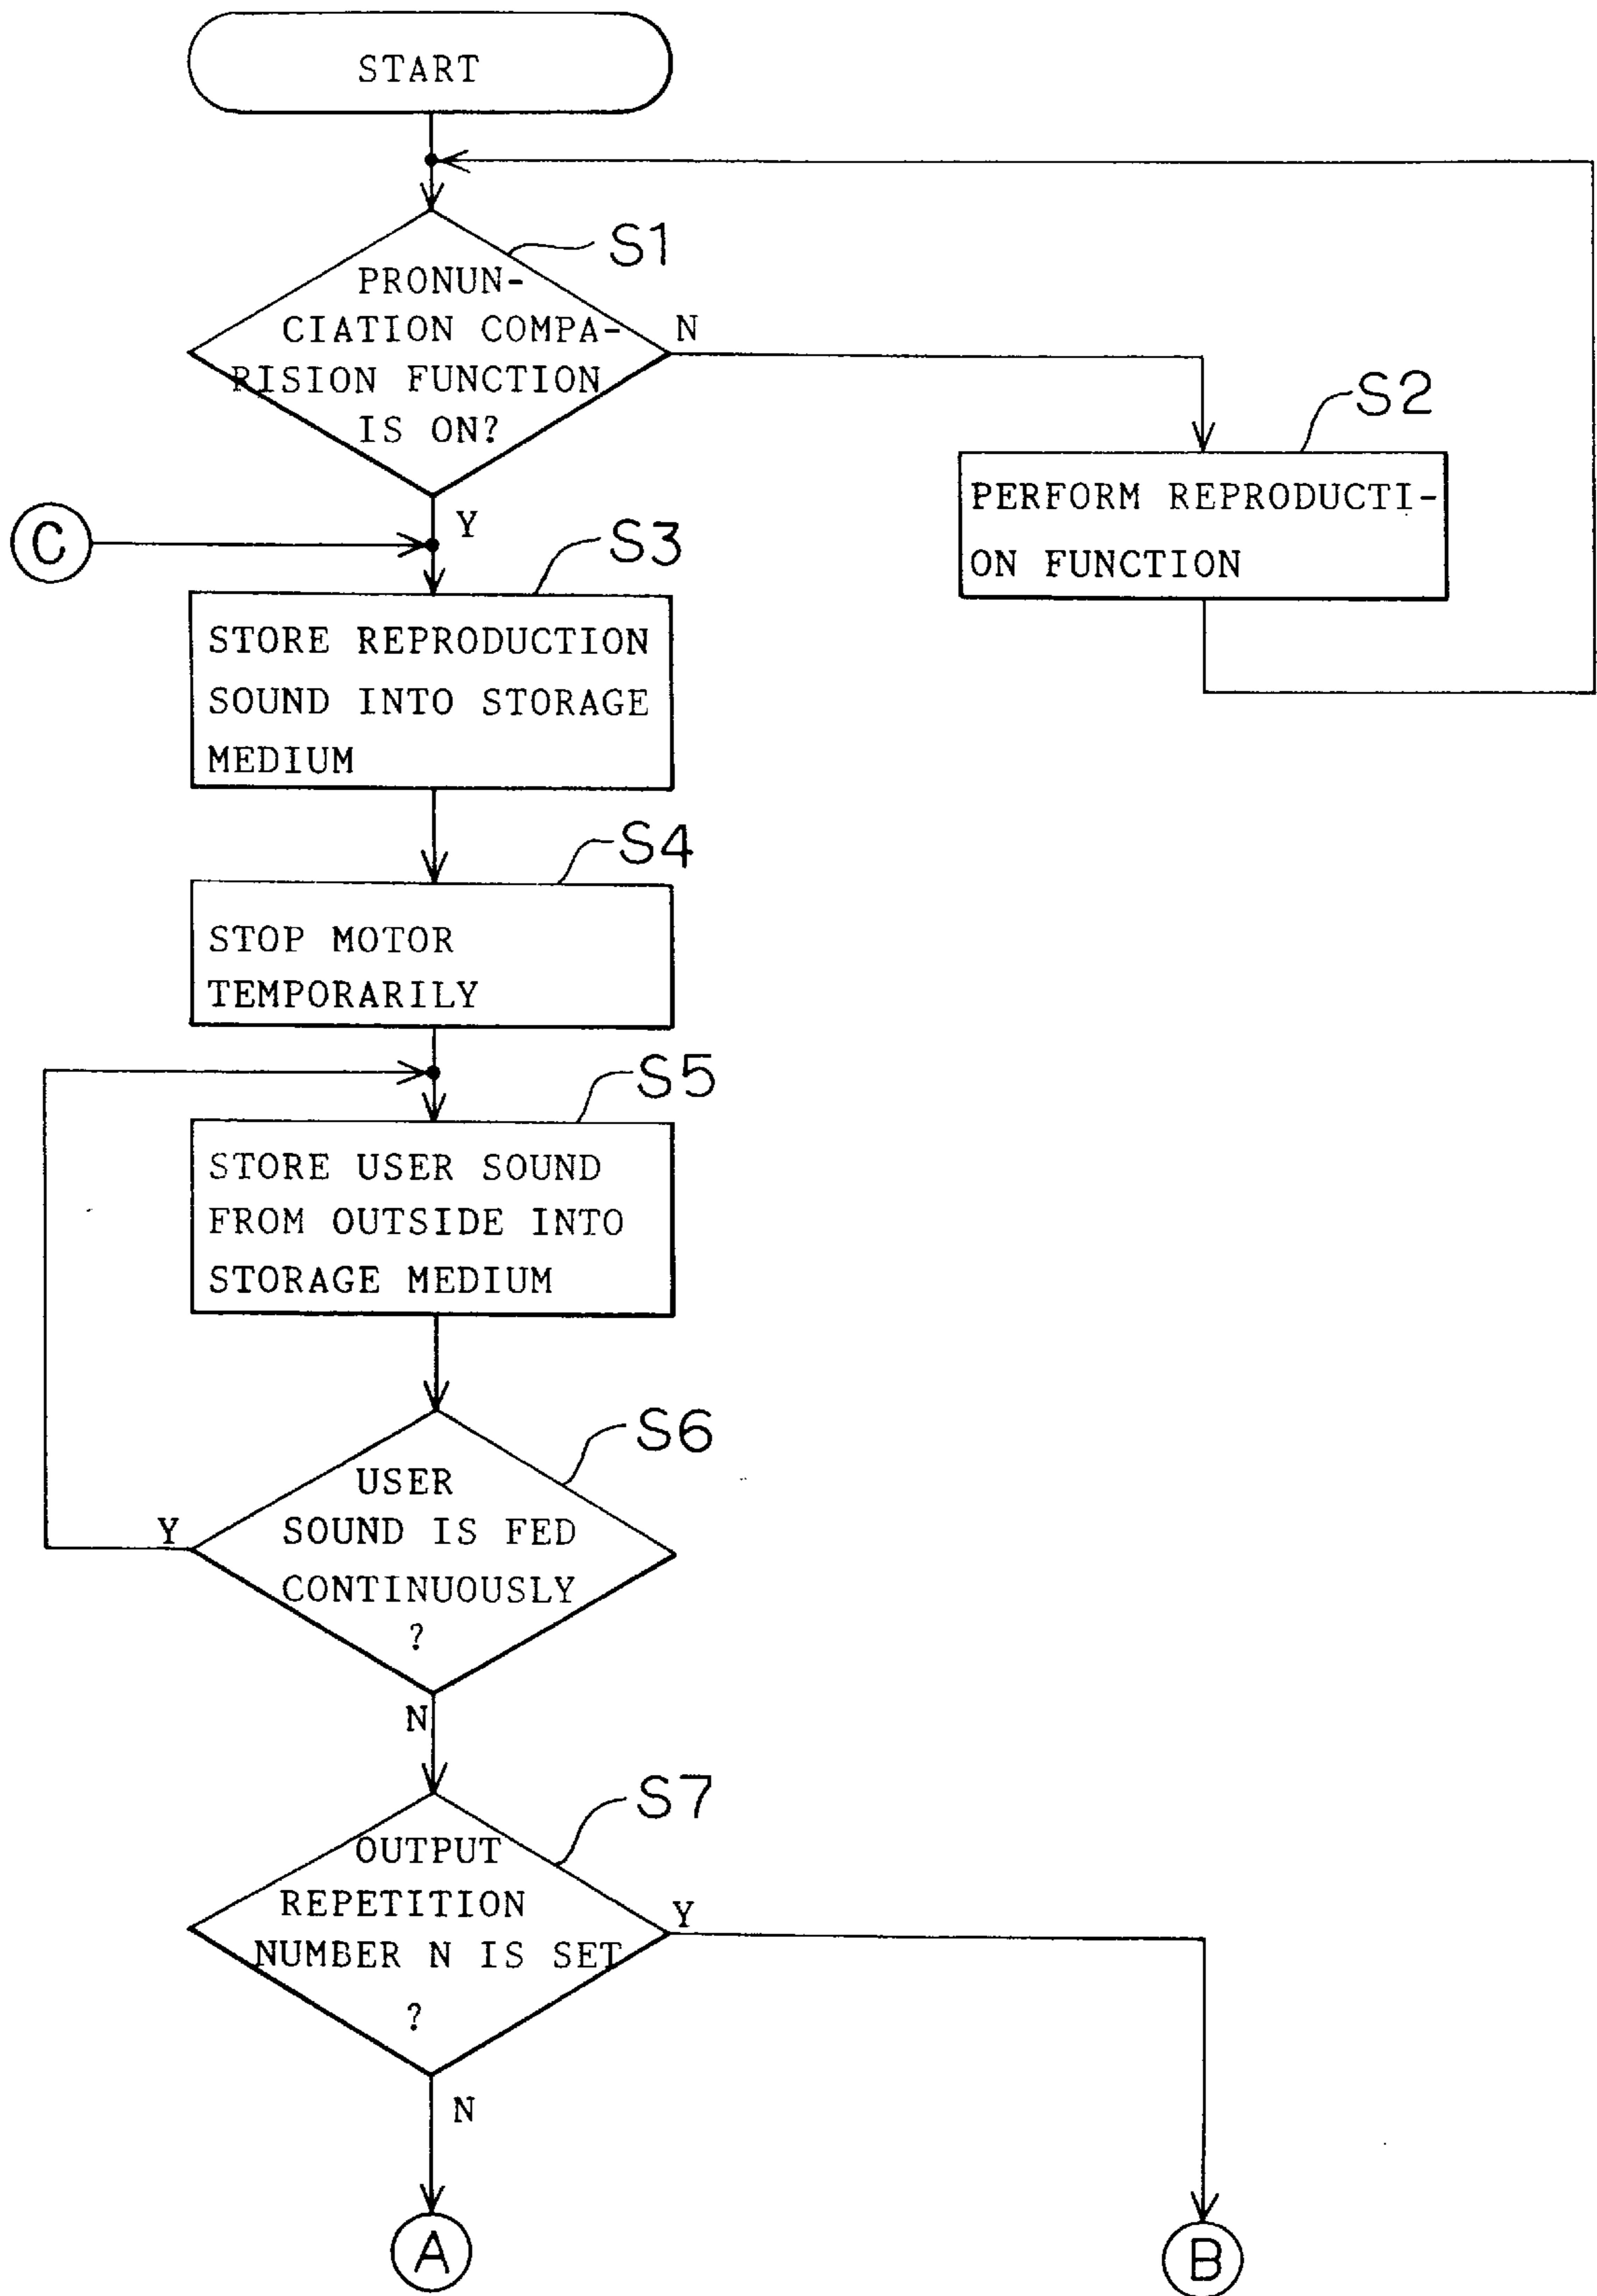 START
S1
PRONUN-
CIATION COMPA-
RISION FUNCTION
IS ON?
N
S2
PERFORM REPRODUCTI-
ON FUNCTION
Y
C
S3
STORE REPRODUCTION
SOUND INTO STORAGE
MEDIUM
S4
STOP MOTOR
TEMPORARILY
S5
STORE USER SOUND
FROM OUTSIDE INTO
STORAGE MEDIUM
S6
USER
SOUND IS FED
CONTINUOUSLY
?
Y
N
S7
OUTPUT
REPETITION
NUMBER N IS SET
?
Y
N
A
B